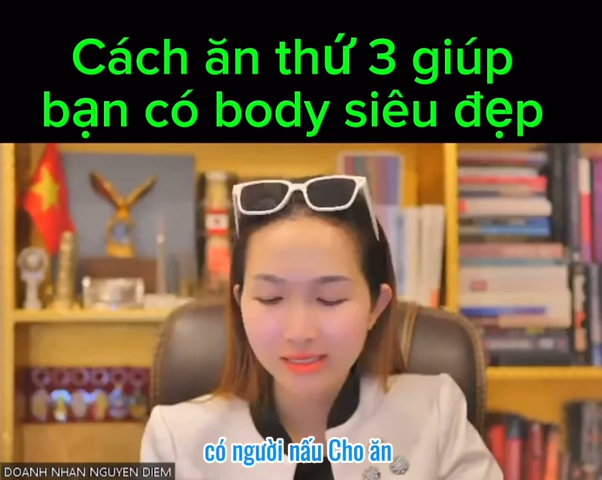 Cách ăn thứ 3 giúp
bạn có body siêu đẹp
có người nấu Cho ăn
DOANH NHAN NGUYEN DIEM